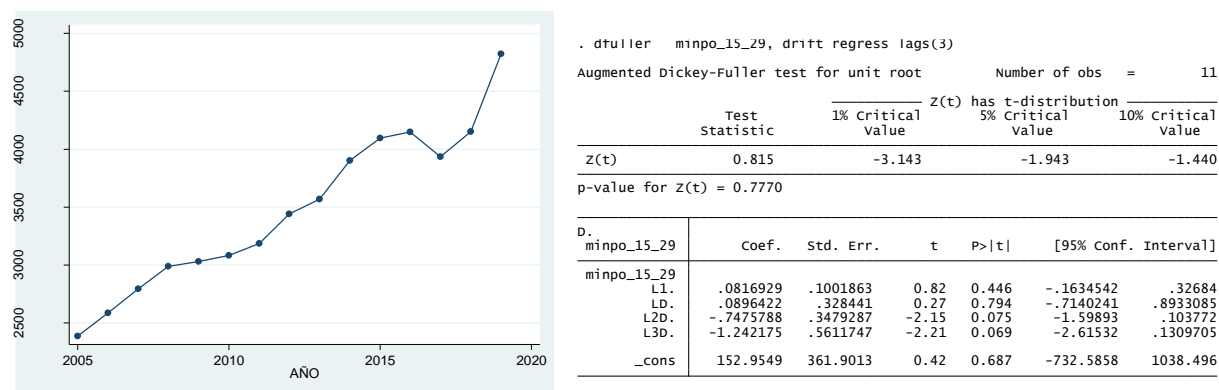 5000
4500
4000
3500
3000
2500
2005 2010 2015 2020
AÑO
. dfuller minpo_15_29, drift regress lags(3)
Augmented Dickey-Fuller test for unit root Number of obs = 11
Z(t) has t-distribution
Test 1% Critical 5% Critical 10% Critical
Statistic Value Value Value
Z(t) 0.815 -3.143 -1.943 -1.440
p-value for Z(t) = 0.7770
D.
minpo_15_29 Coef. Std. Err. t P>|t| [95% Conf. Interval]
minpo_15_29
L1. .0816929 .1001863 0.82 0.446 -.1634542 .32684
LD. .0896422 .328441 0.27 0.794 -.7140241 .8933085
L2D. -.7475788 .3479287 -2.15 0.075 -1.59893 .103772
L3D. -1.242175 .5611747 -2.21 0.069 -2.61532 .1309705
_cons 152.9549 361.9013 0.42 0.687 -732.5858 1038.496